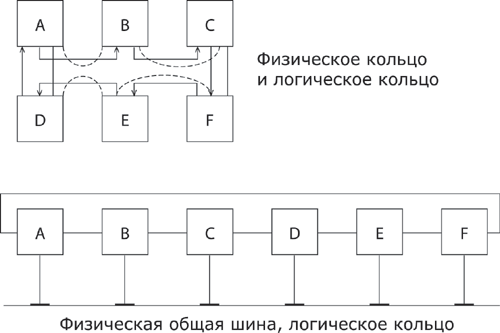 A B C
Физическое кольцо
и логическое кольцо
D E F
A B C D E F
Физическая общая шина, логическое кольцо